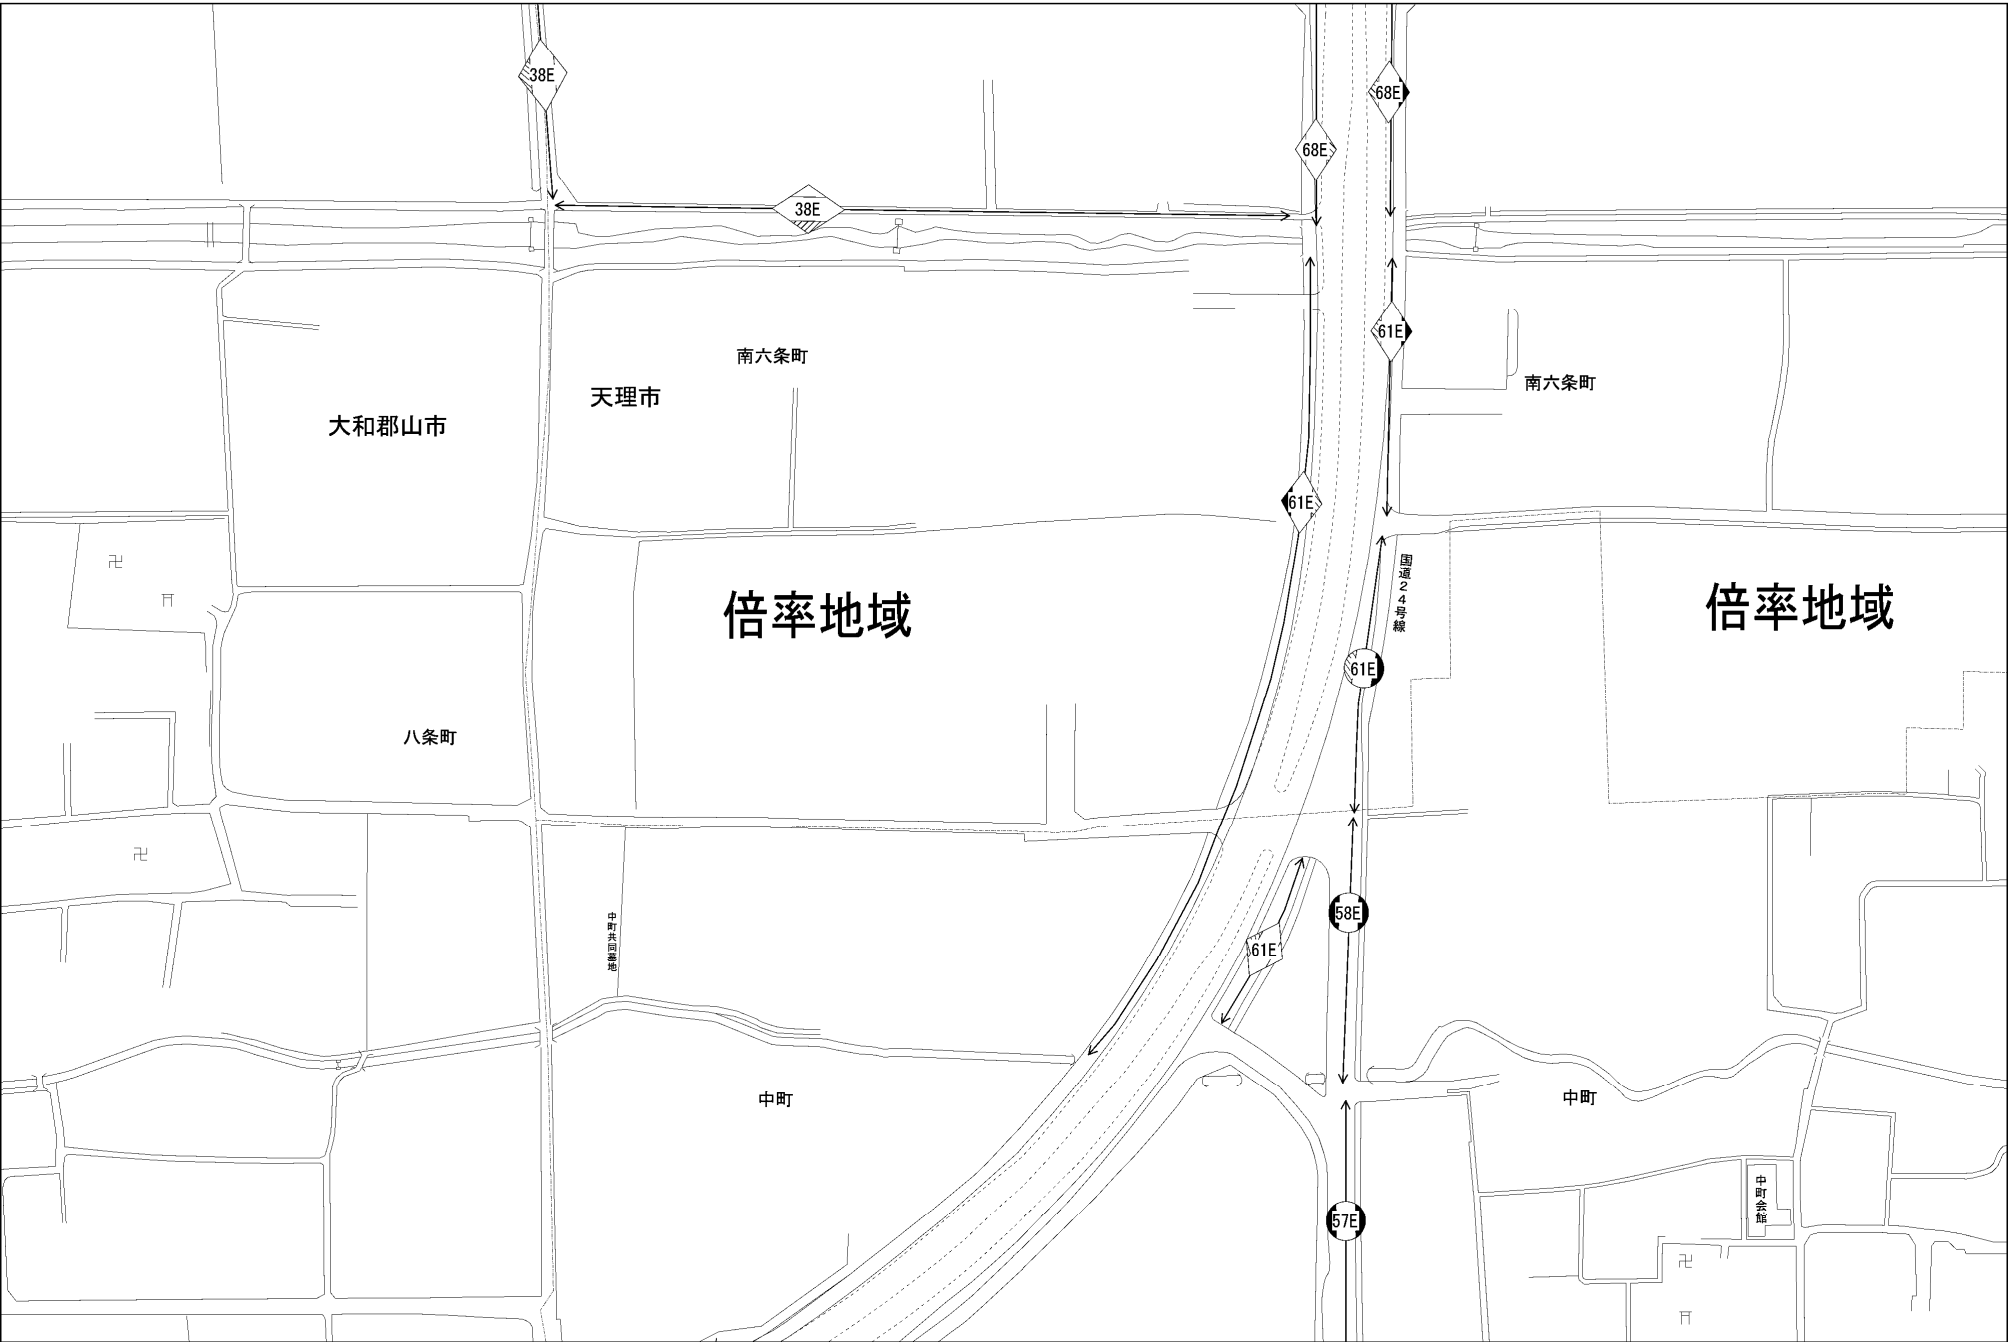 38E
68E
68E
38E
61E
南六条町
南六条町
天理市
大和郡山市
61E
国道24号線
倍率地域
倍率地域
61E
八条町
58E
中町共同墓地
61E
中町
中町
中町会館
57E